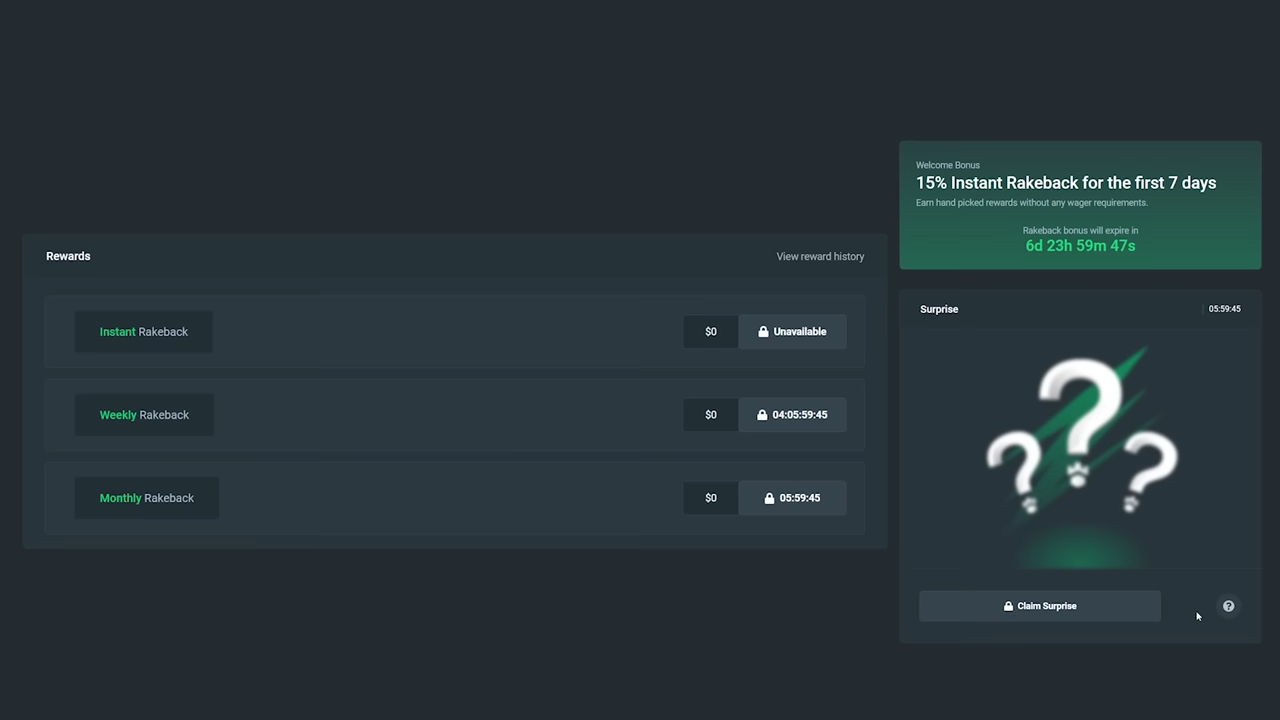 Rewards
View reward history
Instant Rakeback
$0
Unavailable
Weekly Rakeback
$0
04:05:59:45
Monthly Rakeback
$0
05:59:45
Welcome Bonus
15% Instant Rakeback for the first 7 days
Earn hand picked rewards without any wager requirements.
Rakeback bonus will expire in
6d 23h 59m 47s
Surprise
05:59:45
? ? ?
Claim Surprise
?